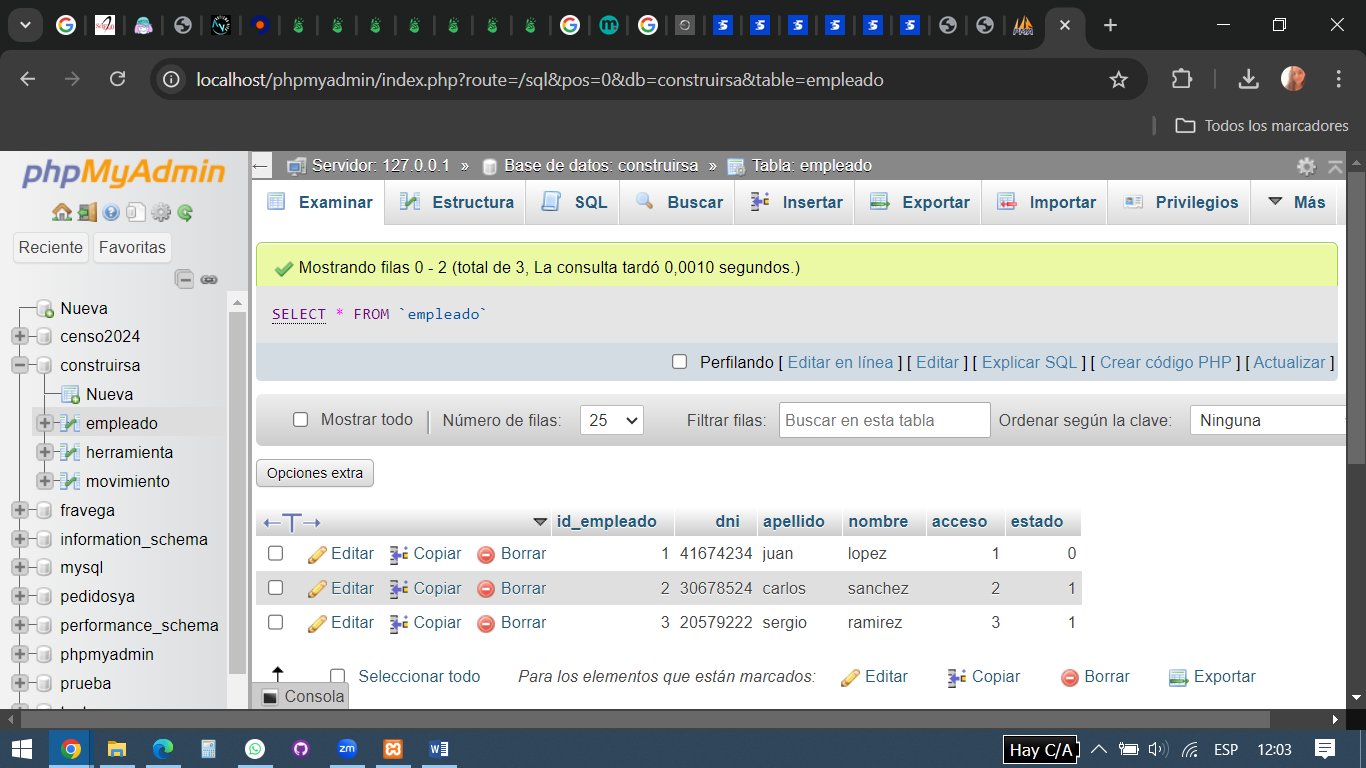 localhost/phpmyadmin/index.php?route=/sql&pos=0&db=construirsa&table=empleado
Todos los marcadores
phpMyAdmin
Reciente Favoritas
Nueva
censo2024
construirsa
Nueva
empleado
herramienta
movimiento
fravega
information_schema
mysql
pedidosya
performance_schema
phpmyadmin
prueba
Servidor: 127.0.0.1 » Base de datos: construirsa » Tabla: empleado
Examinar Estructura SQL Buscar Insertar Exportar Importar Privilegios Más
Mostrando filas 0 - 2 (total de 3, La consulta tardó 0,0010 segundos.)
SELECT * FROM `empleado`
Perfilando [ Editar en línea ] [ Editar ] [ Explicar SQL ] [ Crear código PHP ] [ Actualizar ]
Mostrar todo Número de filas: 25 Filtrar filas: Buscar en esta tabla Ordenar según la clave: Ninguna
Opciones extra
id_empleado dni apellido nombre acceso estado
Editar Copiar Borrar 1 41674234 juan lopez 1 0
Editar Copiar Borrar 2 30678524 carlos sanchez 2 1
Editar Copiar Borrar 3 20579222 sergio ramirez 3 1
Seleccionar todo Para los elementos que están marcados: Editar Copiar Borrar Exportar
Consola
Hay C/A ESP 12:03